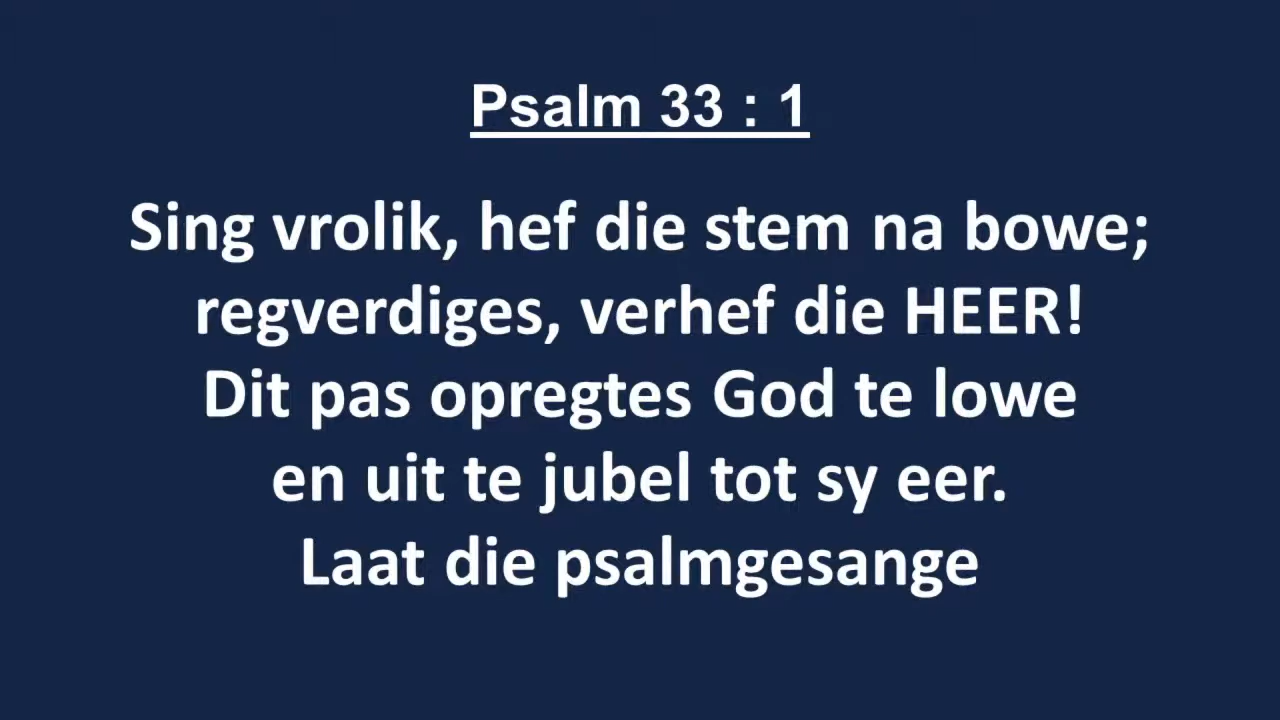 Psalm 33 : 1
Sing vrolik, hef die stem na bowe;
regverdiges, verhef die HEER!
Dit pas opregtes God te lowe
en uit te jubel tot sy eer.
Laat die psalmgesange